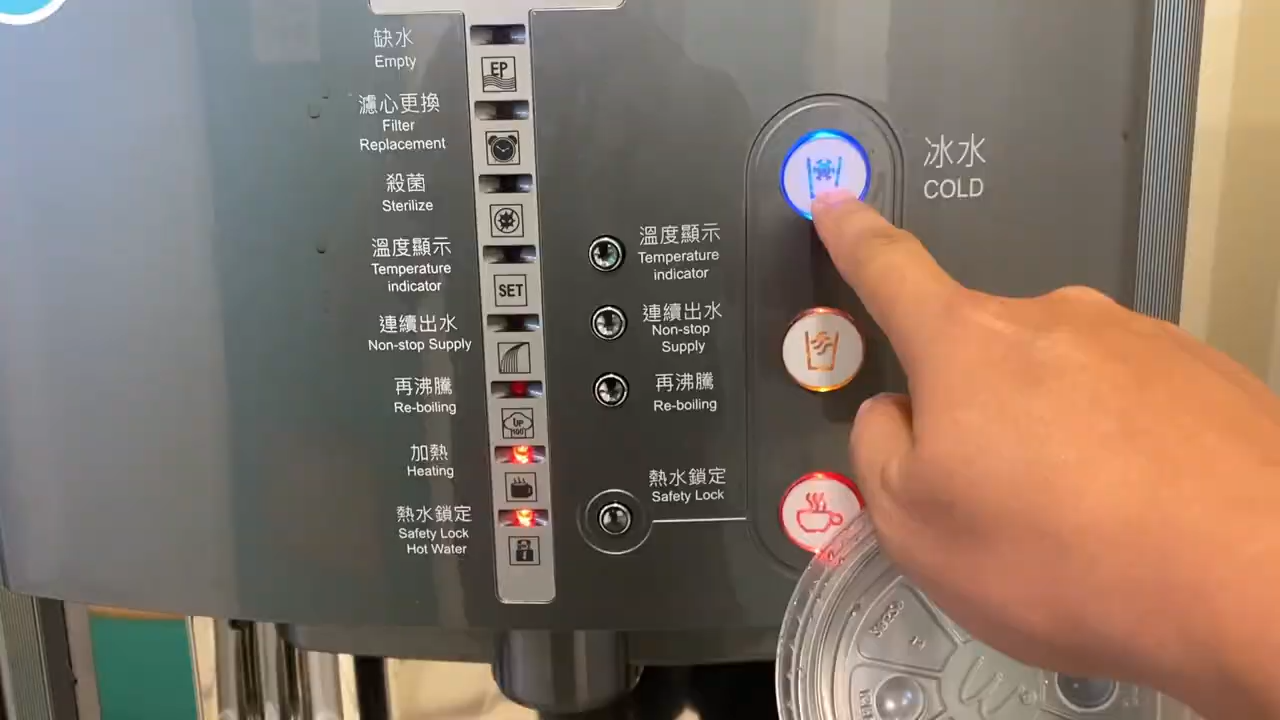 缺水
Empty
EP
濾心更換
Filter
Replacement
殺菌
Sterilize
溫度顯示
Temperature
indicator
SET
連續出水
Non-stop Supply
再沸騰
Re-boiling
UP
100
加熱
Heating
熱水鎖定
Safety Lock
Hot Water
溫度顯示
Temperature
indicator
連續出水
Non-stop
Supply
再沸騰
Re-boiling
熱水鎖定
Safety Lock
冰水
COLD